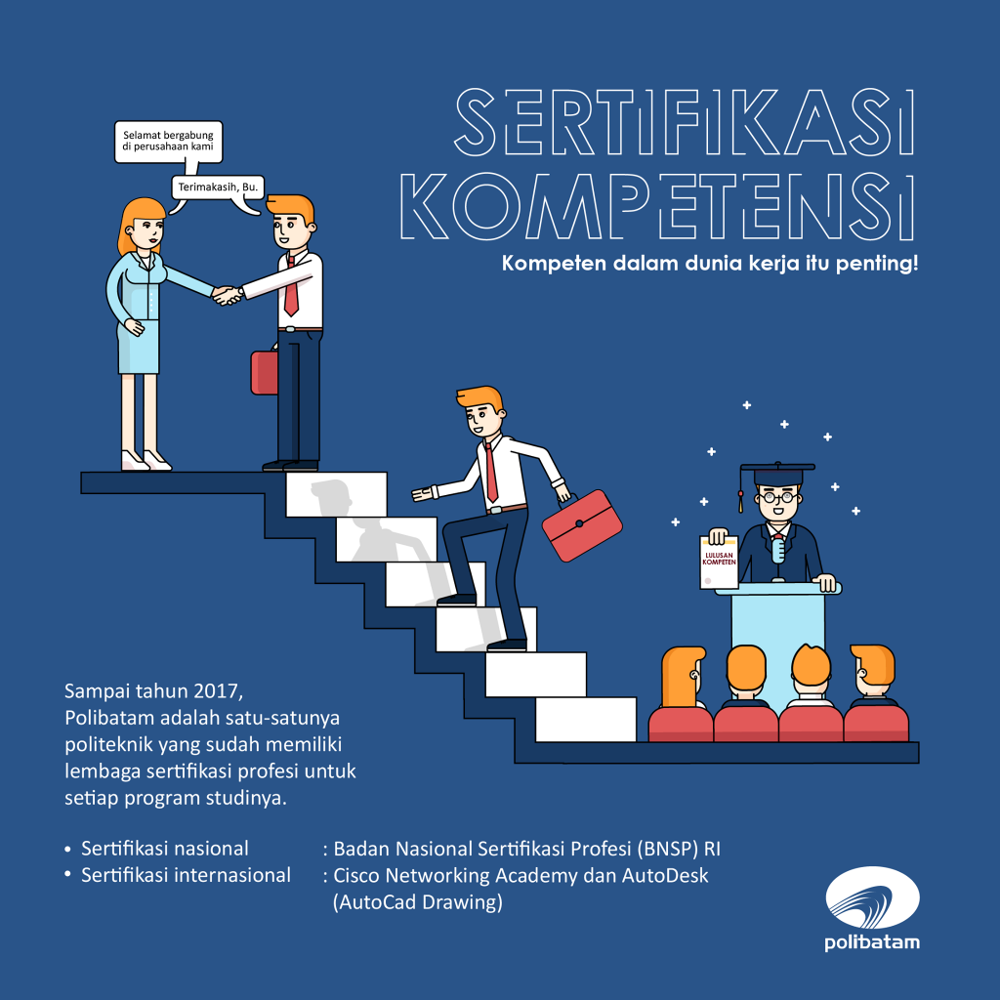 SERTIFIKASI
KOMPETENSI
Kompeten dalam dunia kerja itu penting!
Selamat bergabung
di perusahaan kami
Terimakasih, Bu.
LULUSAN
KOMPETEN
Sampai tahun 2017,
Polibatam adalah satu-satunya
politeknik yang sudah memiliki
lembaga sertifikasi profesi untuk
setiap program studinya.
• Sertifikasi nasional : Badan Nasional Sertifikasi Profesi (BNSP) RI
• Sertifikasi internasional : Cisco Networking Academy dan AutoDesk
(AutoCad Drawing)
polibatam